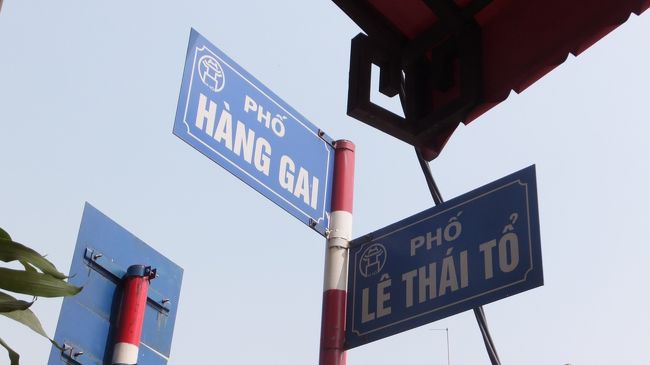 PHỐ
HÀNG GAI
PHỐ
LÊ THÁI TỔ